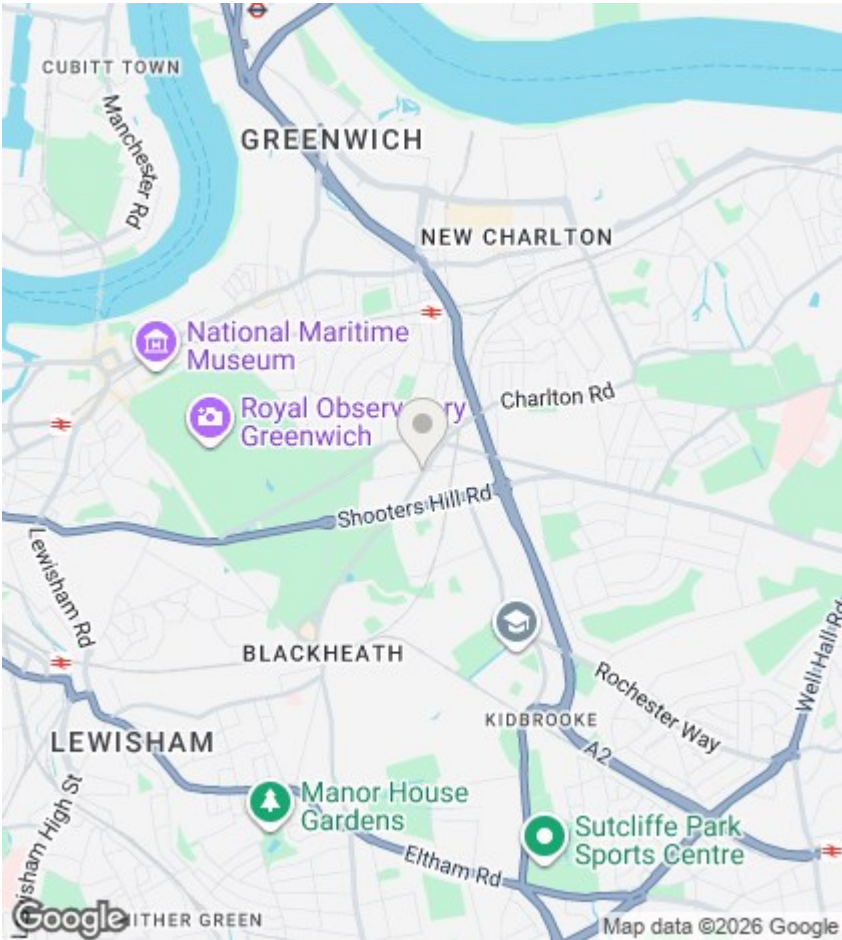 CUBITT TOWN
Manchester Rd
GREENWICH
NEW CHARLTON
National Maritime
Museum
Charlton Rd
Royal Observatory
Greenwich
Shooters Hill Rd
Lewisham Rd
BLACKHEATH
Rochester Way
Well Hall Rd
KIDBROOKE
LEWISHAM
A2
Manor House
Gardens
Sutcliffe Park
Sports Centre
Lewisham High St
Eltham Rd
Google
HITHER GREEN
Map data ©2026 Google